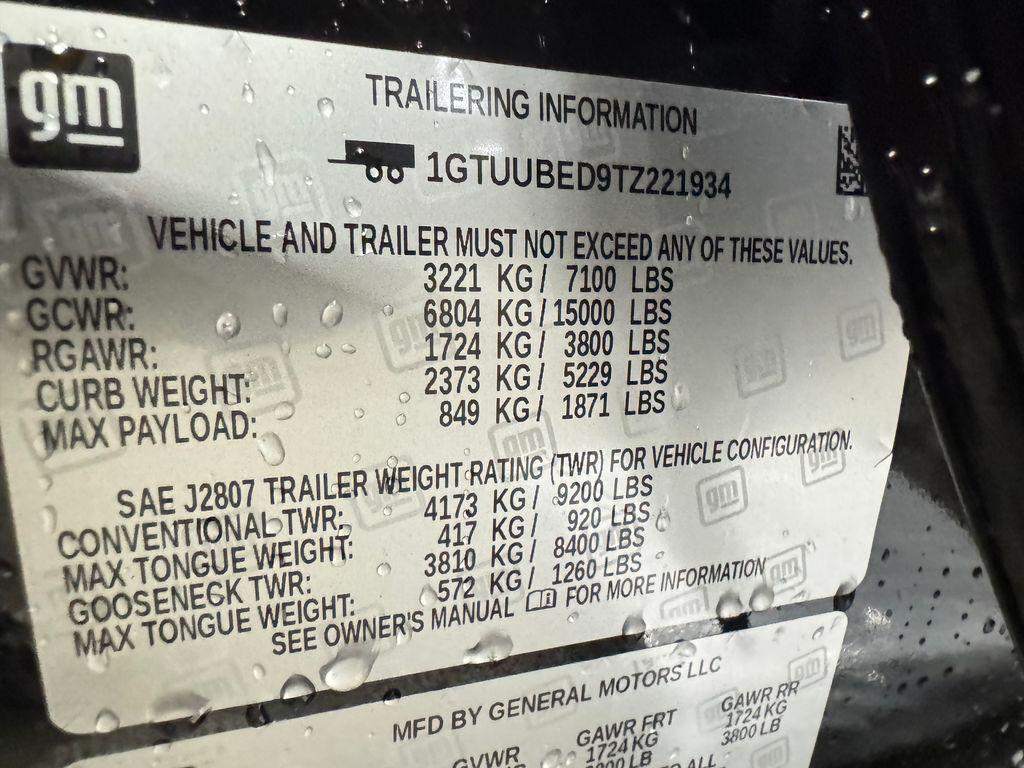 gm
TRAILERING INFORMATION
1GTUUBED9TZ221934
VEHICLE AND TRAILER MUST NOT EXCEED ANY OF THESE VALUES.
GVWR: 3221 KG/ 7100 LBS
GCWR: 6804 KG/15000 LBS
RGAWR: 1724 KG/ 3800 LBS
CURB WEIGHT: 2373 KG/ 5229 LBS
MAX PAYLOAD: 849 KG/ 1871 LBS
SAE J2807 TRAILER WEIGHT RATING (TWR) FOR VEHICLE CONFIGURATION.
CONVENTIONAL TWR: 4173 KG/ 9200 LBS
MAX TONGUE WEIGHT: 417 KG/ 920 LBS
GOOSENECK TWR: 3810 KG/ 8400 LBS
MAX TONGUE WEIGHT: 572 KG/ 1260 LBS
SEE OWNER'S MANUAL FOR MORE INFORMATION
MFD BY GENERAL MOTORS LLC
GVWR GAWR FRT GAWR RR
1724 KG 1724 KG
3800 LB